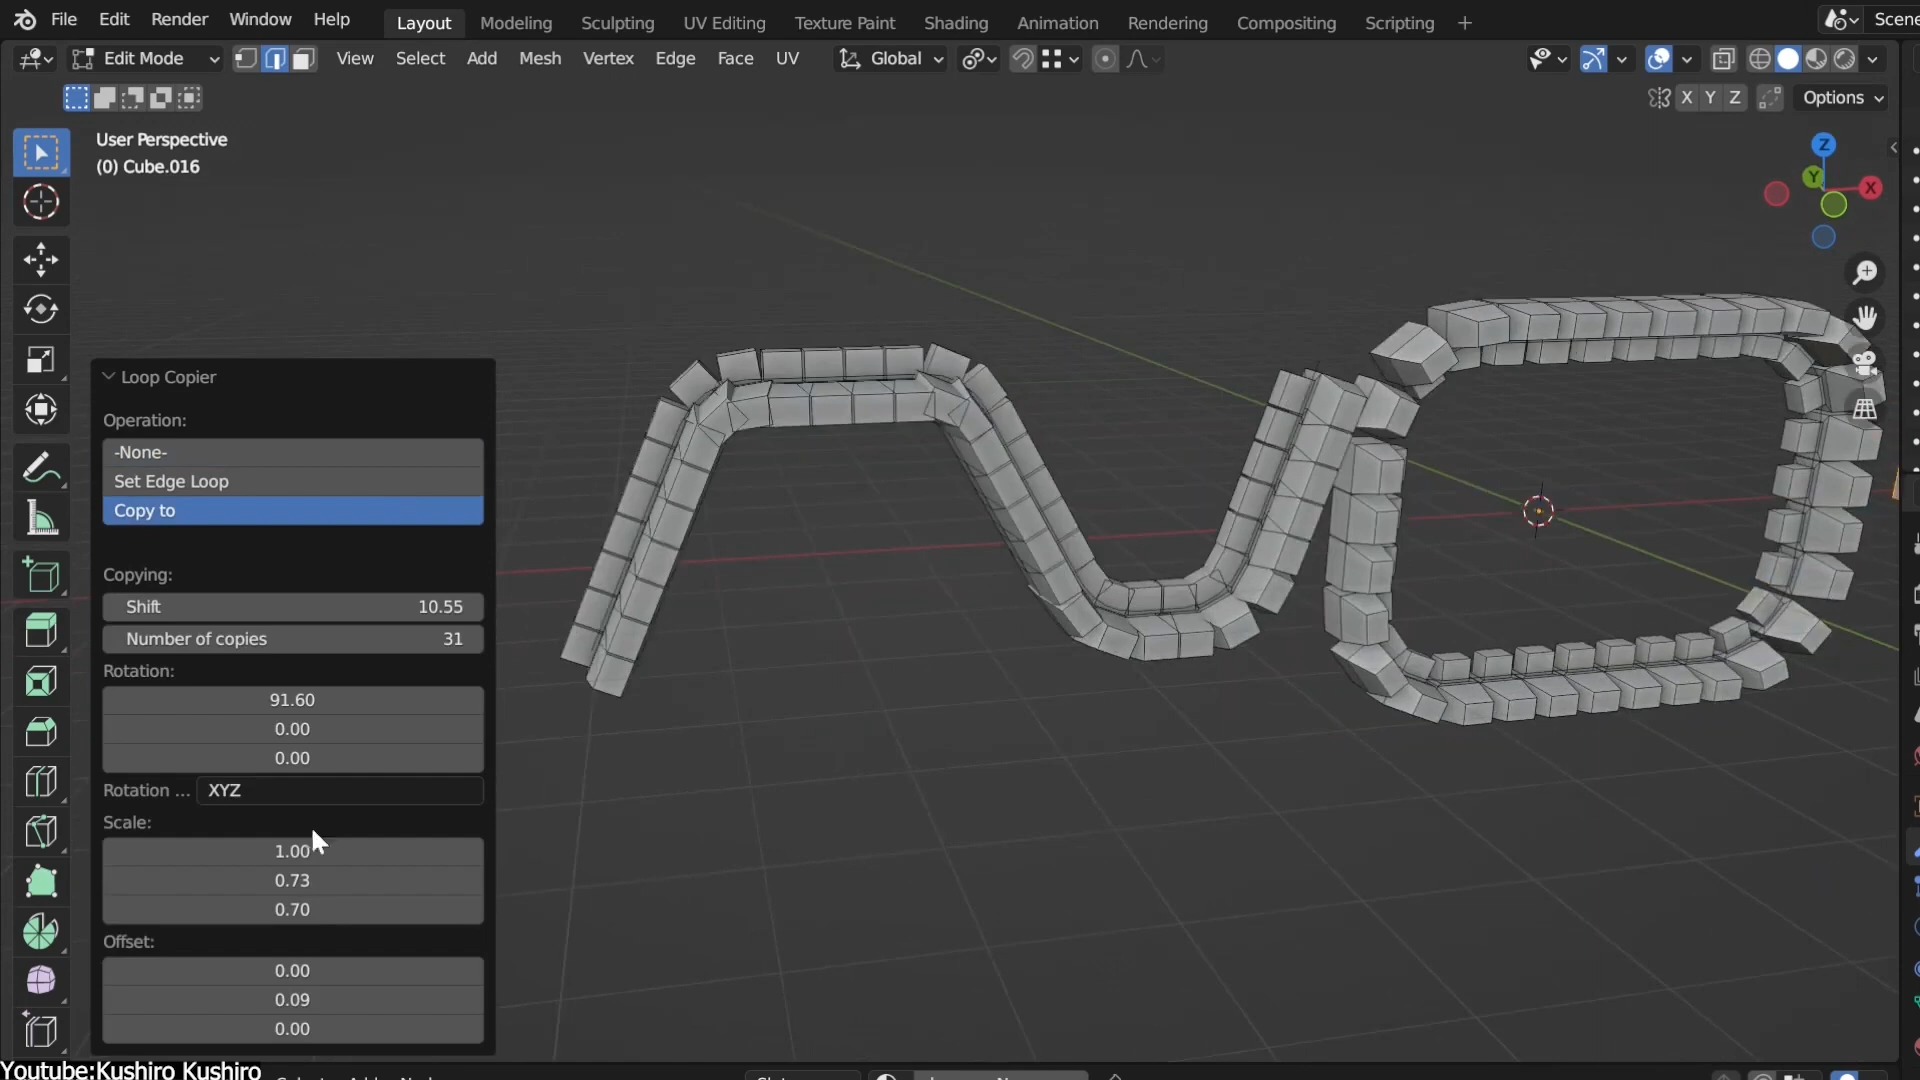 File Edit Render Window Help Layout Modeling Sculpting UV Editing Texture Paint Shading Animation Rendering Compositing Scripting + Scene
Edit Mode View Select Add Mesh Vertex Edge Face UV Global
X Y Z Options
User Perspective
(0) Cube.016
Z
Y
X
Loop Copier
Operation:
-None-
Set Edge Loop
Copy to
Copying:
Shift 10.55
Number of copies 31
Rotation:
91.60
0.00
0.00
Rotation ... XYZ
Scale:
1.00
0.73
0.70
Offset:
0.00
0.09
0.00
Youtube:Kushiro Kushiro